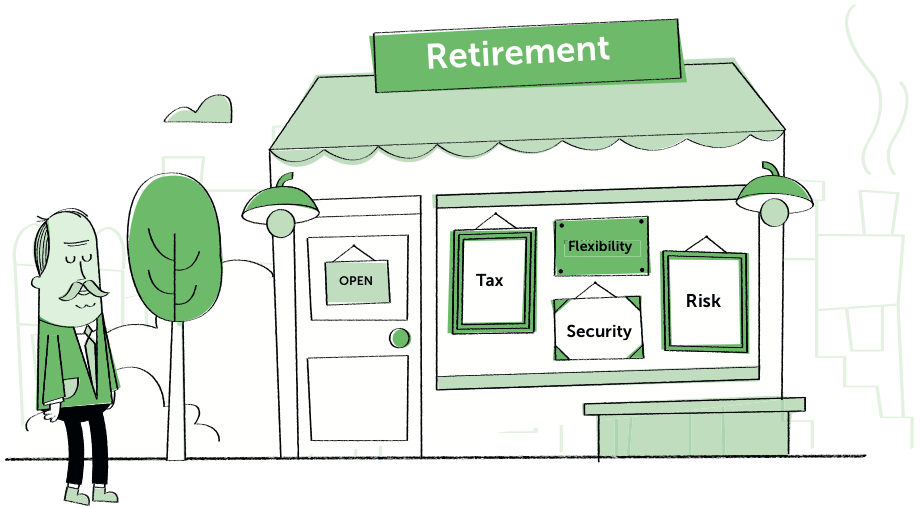 Retirement
OPEN
Tax
Flexibility
Security
Risk